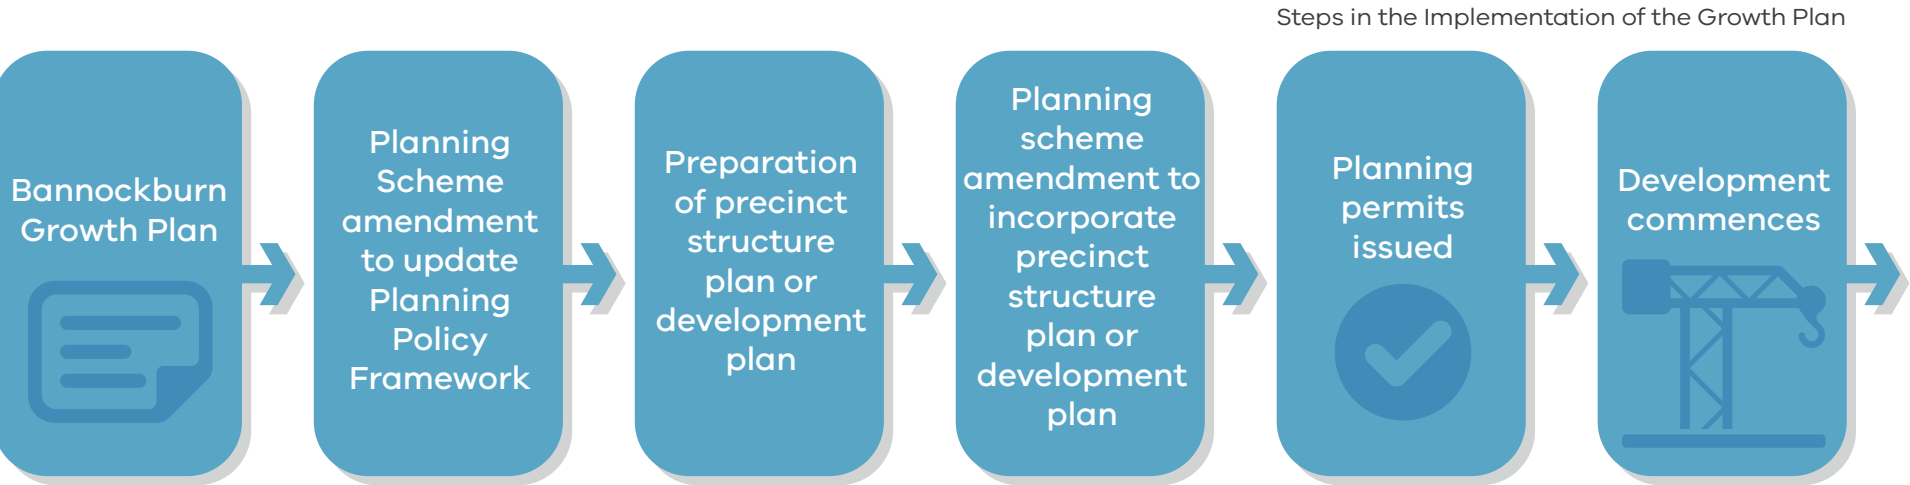 Steps in the Implementation of the Growth Plan
Bannockburn
Growth Plan
Planning
Scheme
amendment
to update
Planning
Policy
Framework
Preparation
of precinct
structure
plan or
development
plan
Planning
scheme
amendment to
incorporate
precinct
structure
plan or
development
plan
Planning
permits
issued
Development
commences